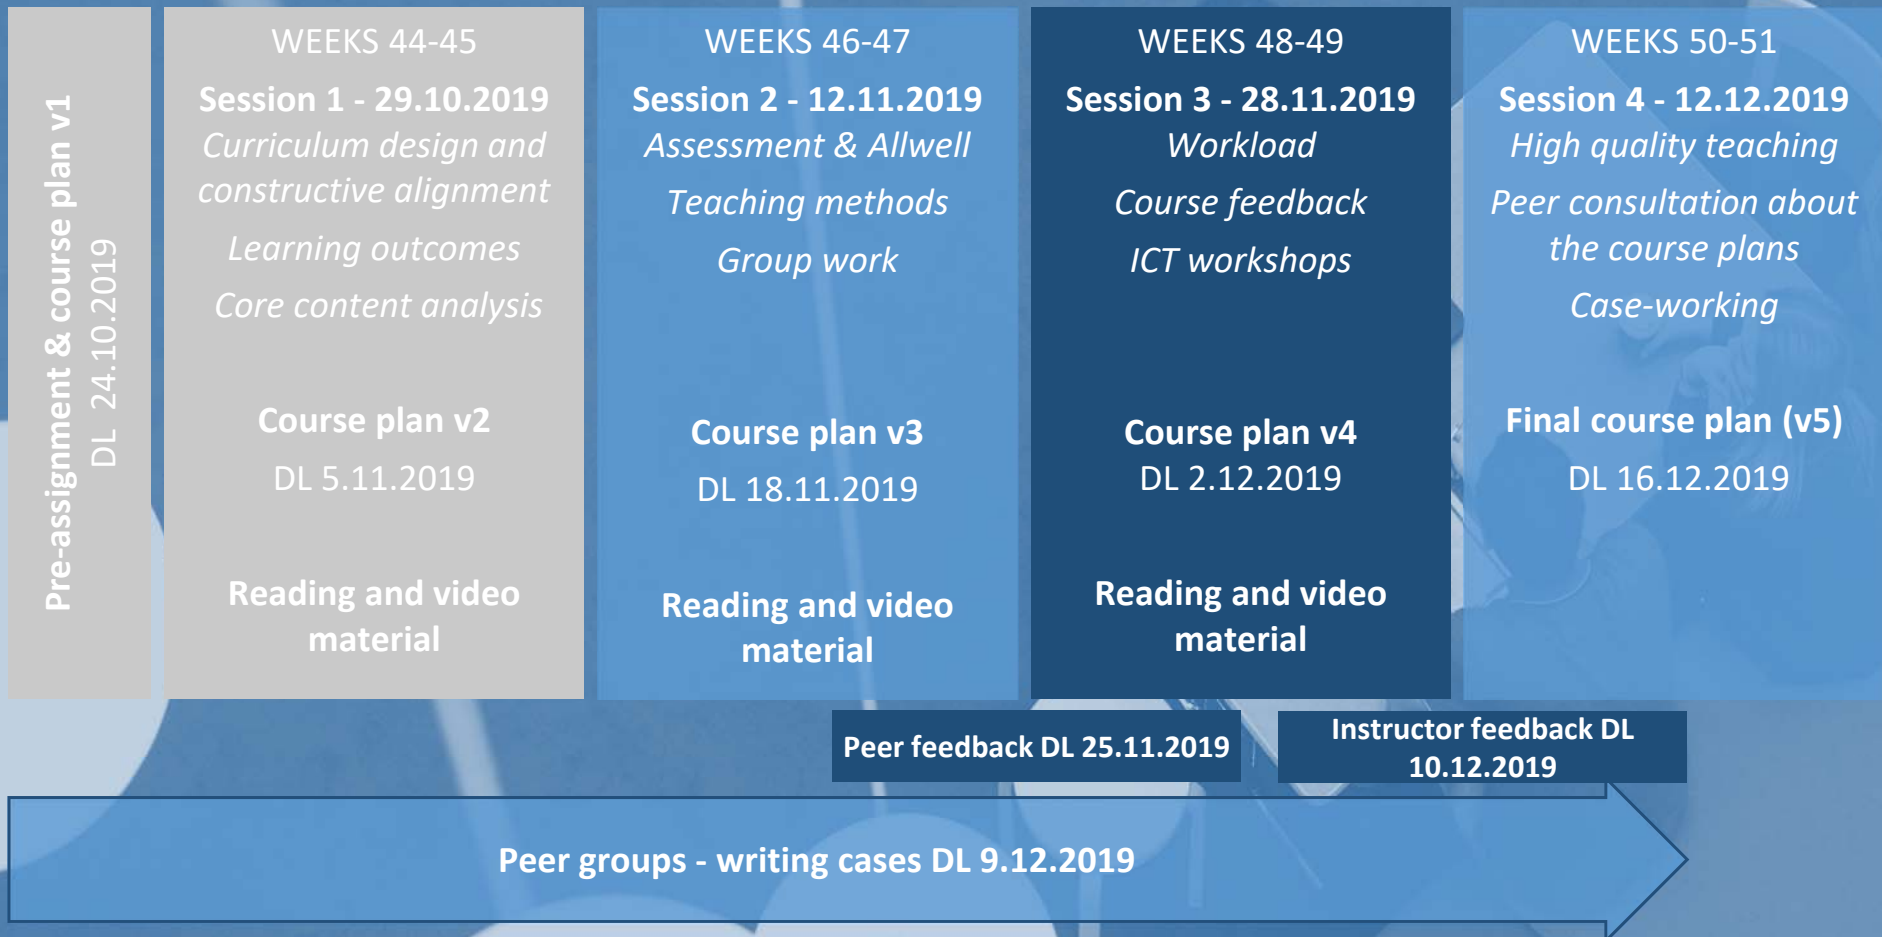 Pre-assignment & course plan v1
DL 24.10.2019
WEEKS 44-45
Session 1 - 29.10.2019
Curriculum design and
constructive alignment
Learning outcomes
Core content analysis
Course plan v2
DL 5.11.2019
Reading and video
material
WEEKS 46-47
Session 2 - 12.11.2019
Assessment & Allwell
Teaching methods
Group work
Course plan v3
DL 18.11.2019
Reading and video
material
WEEKS 48-49
Session 3 - 28.11.2019
Workload
Course feedback
ICT workshops
Course plan v4
DL 2.12.2019
Reading and video
material
WEEKS 50-51
Session 4 - 12.12.2019
High quality teaching
Peer consultation about
the course plans
Case-working
Final course plan (v5)
DL 16.12.2019
Peer feedback DL 25.11.2019
Instructor feedback DL
10.12.2019
Peer groups - writing cases DL 9.12.2019